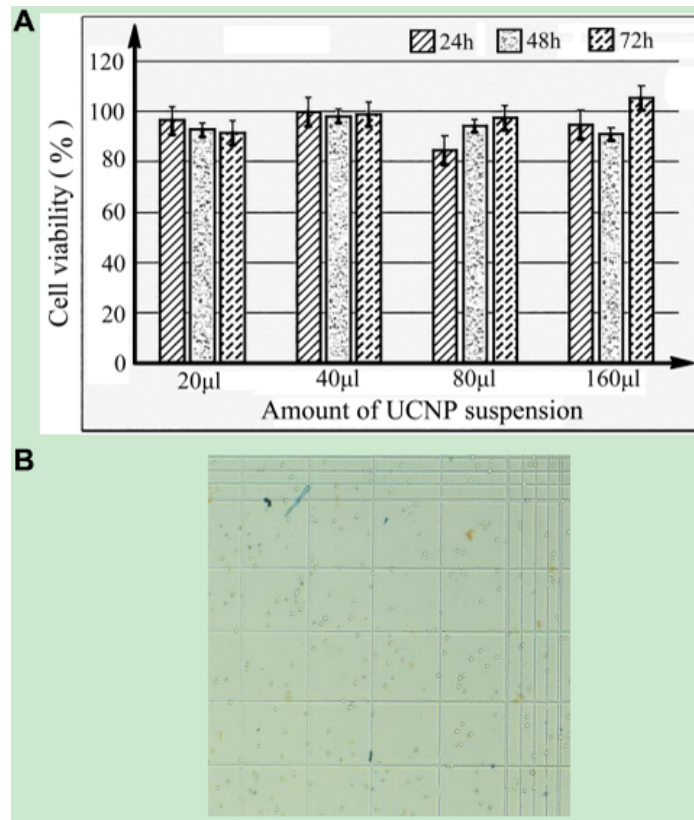 A
24h 48h 72h
120
100
80
60
40
20
0
Cell viability ( % )
20μl 40μl 80μl 160μl
Amount of UCNP suspension
B